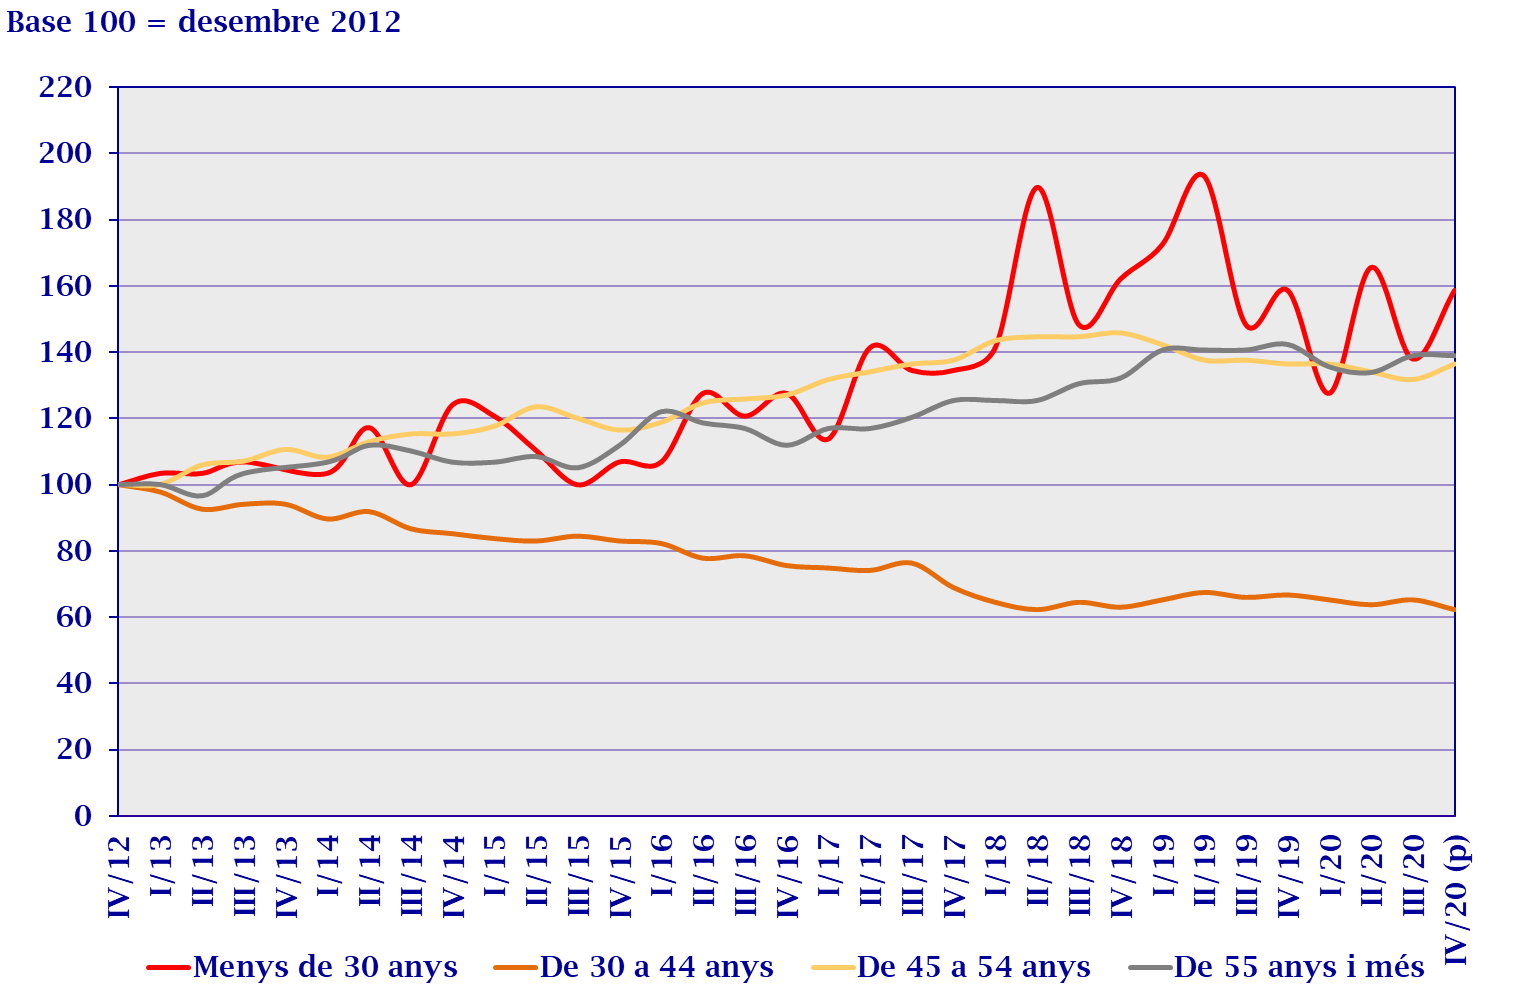 Base 100 = desembre 2012
220
200
180
160
140
120
100
80
60
40
20
0
IV/12
I/13
II/13
III/13
IV/13
I/14
II/14
III/14
IV/14
I/15
II/15
III/15
IV/15
I/16
II/16
III/16
IV/16
I/17
II/17
III/17
IV/17
I/18
II/18
III/18
IV/18
I/19
II/19
III/19
IV/19
I/20
II/20
III/20
IV/20 (p)
Menys de 30 anys
De 30 a 44 anys
De 45 a 54 anys
De 55 anys i més